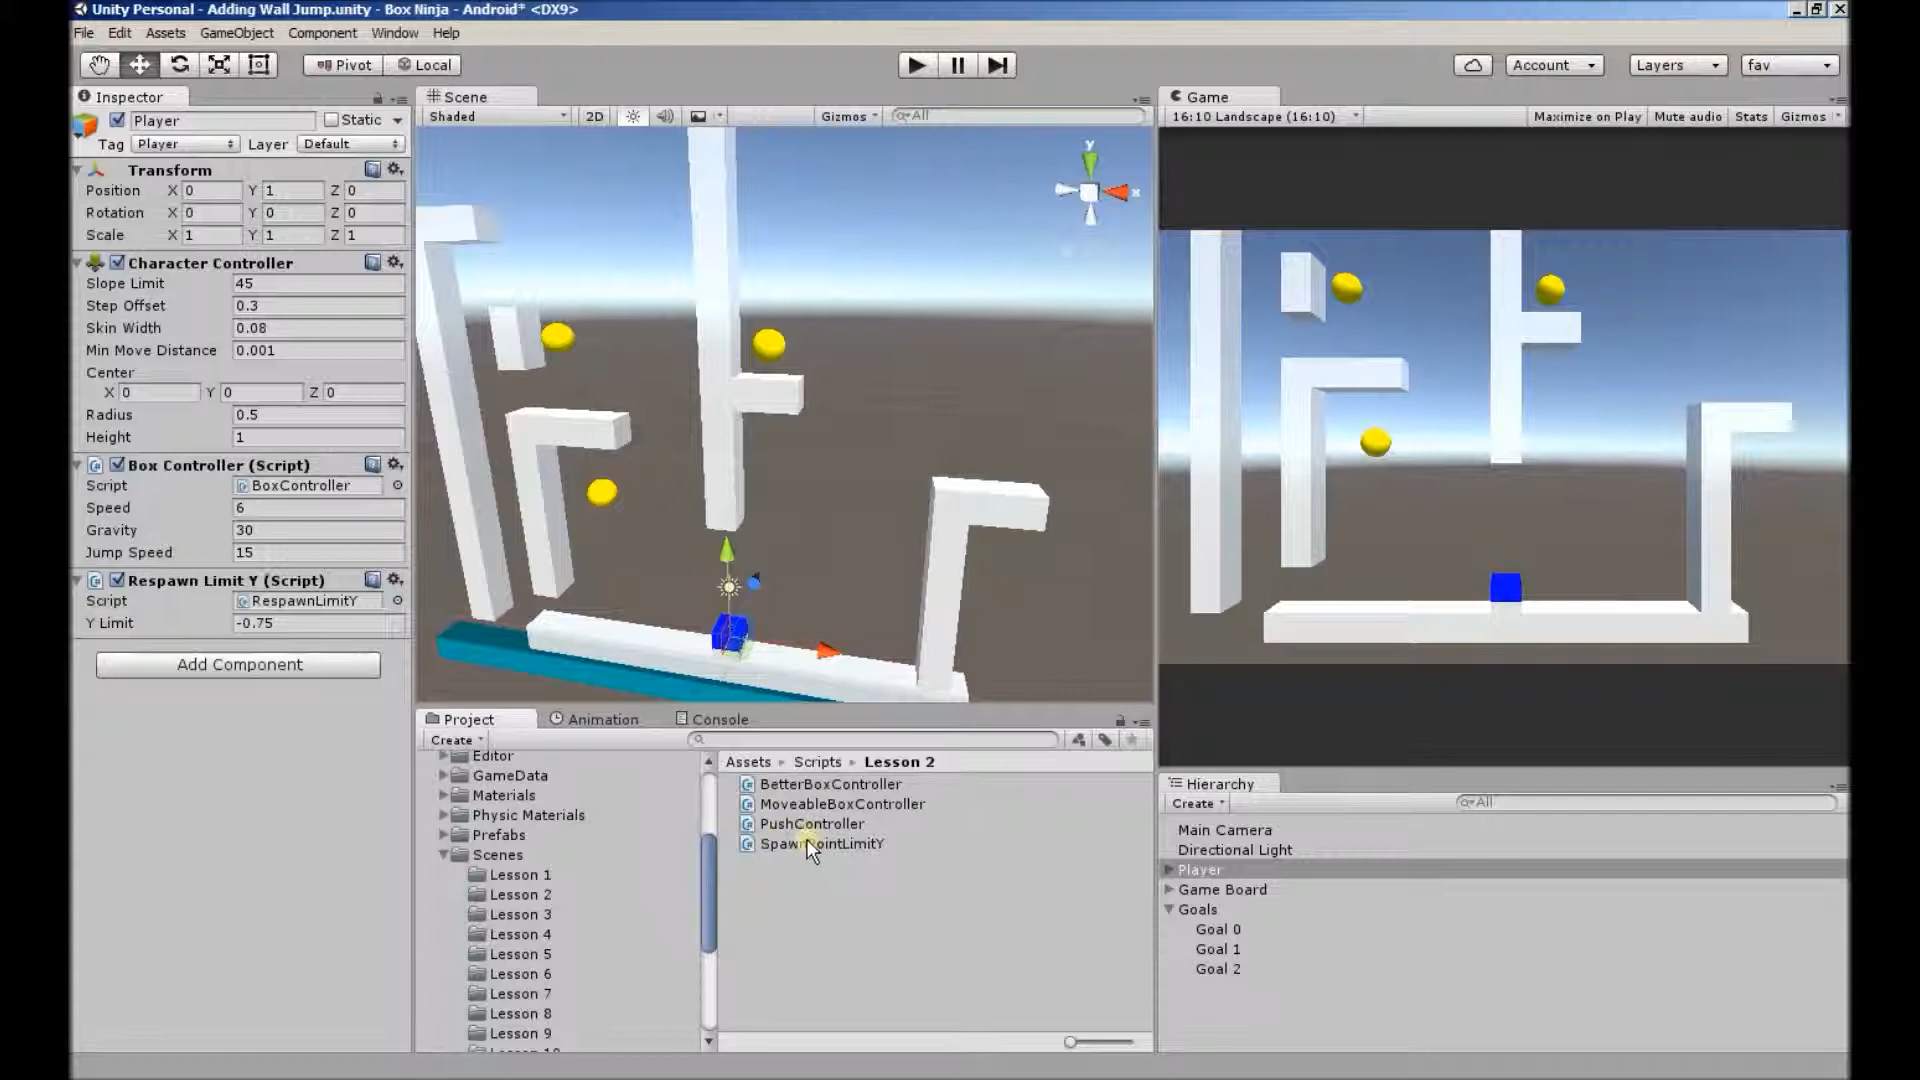 Unity Personal - Adding Wall Jump.unity - Box Ninja - Android* <DX9>
File Edit Assets GameObject Component Window Help
Pivot Local Account Layers fav
Inspector
Player Static
Tag Player Layer Default
Transform
Position X 0 Y 1 Z 0
Rotation X 0 Y 0 Z 0
Scale X 1 Y 1 Z 1
Character Controller
Slope Limit 45
Step Offset 0.3
Skin Width 0.08
Min Move Distance 0.001
Center
X 0 Y 0 Z 0
Radius 0.5
Height 1
Box Controller (Script)
Script BoxController
Speed 6
Gravity 30
Jump Speed 15
Respawn Limit Y (Script)
Script RespawnLimitY
Y Limit -0.75
Add Component
Scene
Shaded 2D Gizmos All
y
x
Game
16:10 Landscape (16:10) Maximize on Play Mute audio Stats Gizmos
Project Animation Console
Create
Editor
GameData
Materials
Physic Materials
Prefabs
Scenes
Lesson 1
Lesson 2
Lesson 3
Lesson 4
Lesson 5
Lesson 6
Lesson 7
Lesson 8
Lesson 9
Assets Scripts Lesson 2
BetterBoxController
MoveableBoxController
PushController
SpawnPointLimitY
Hierarchy
Create All
Main Camera
Directional Light
Player
Game Board
Goals
Goal 0
Goal 1
Goal 2